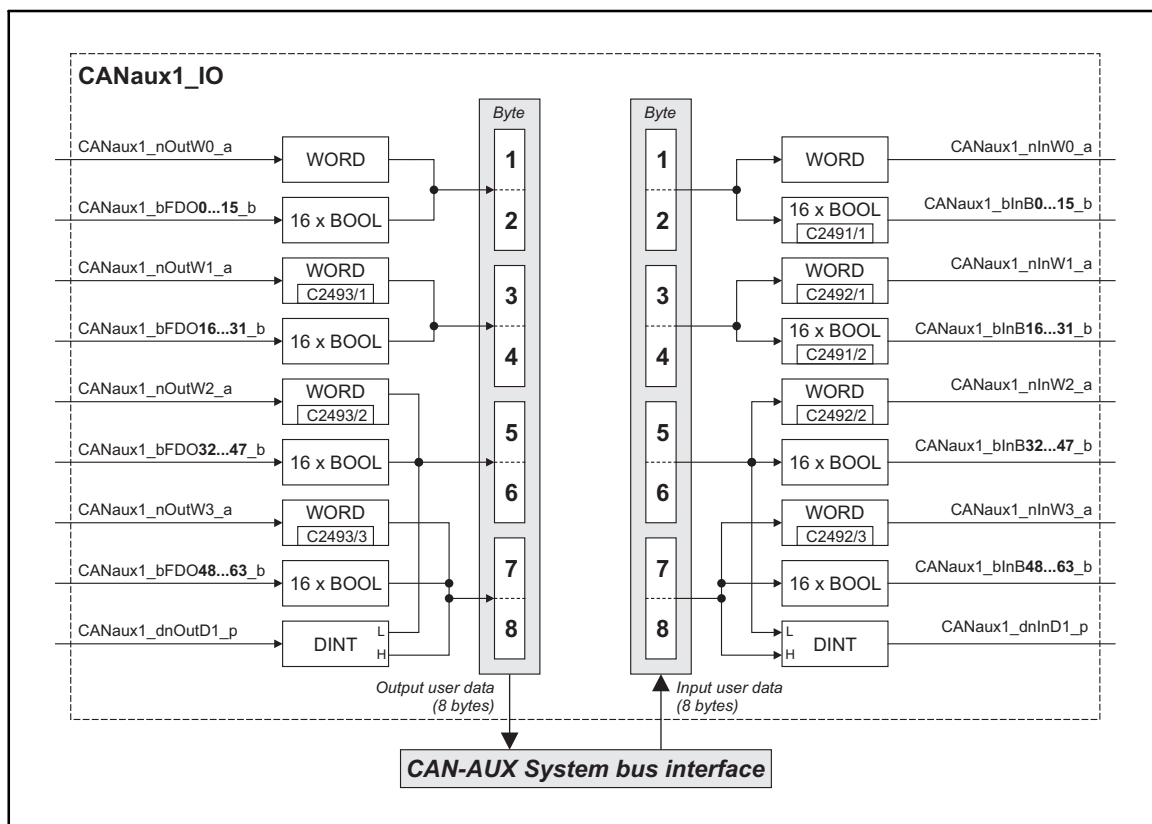 CANaux1_IO
Byte
Byte
CANaux1_nOutW0_a
WORD
CANaux1_bFDO0...15_b
16 x BOOL
1
2
CANaux1_nOutW1_a
WORD
C2493/1
CANaux1_bFDO16...31_b
16 x BOOL
3
4
CANaux1_nOutW2_a
WORD
C2493/2
CANaux1_bFDO32...47_b
16 x BOOL
5
6
CANaux1_nOutW3_a
WORD
C2493/3
CANaux1_bFDO48...63_b
16 x BOOL
7
8
CANaux1_dnOutD1_p
DINT
L
H
1
2
WORD
CANaux1_nInW0_a
16 x BOOL
C2491/1
CANaux1_bInB0...15_b
3
4
WORD
C2492/1
CANaux1_nInW1_a
16 x BOOL
C2491/2
CANaux1_bInB16...31_b
5
6
WORD
C2492/2
CANaux1_nInW2_a
16 x BOOL
CANaux1_bInB32...47_b
7
8
WORD
C2492/3
CANaux1_nInW3_a
16 x BOOL
CANaux1_bInB48...63_b
L
H
DINT
CANaux1_dnInD1_p
Output user data
(8 bytes)
Input user data
(8 bytes)
CAN-AUX System bus interface